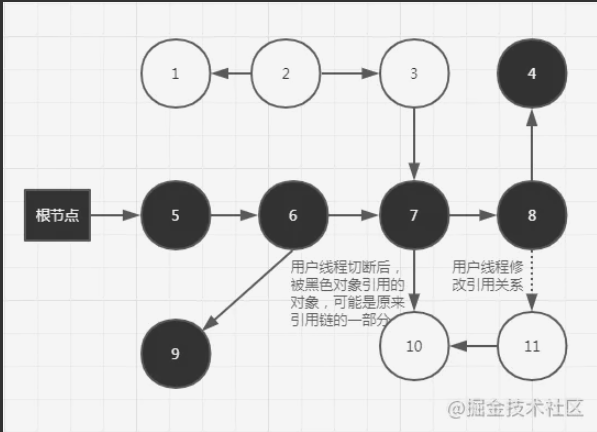 1
2
3
4
根节点
5
6
7
8
用户线程切断后，
被黑色对象引用的
对象，可能是原来
引用链的一部分
用户线程修
改引用关系
9
10
11
@掘金技术社区